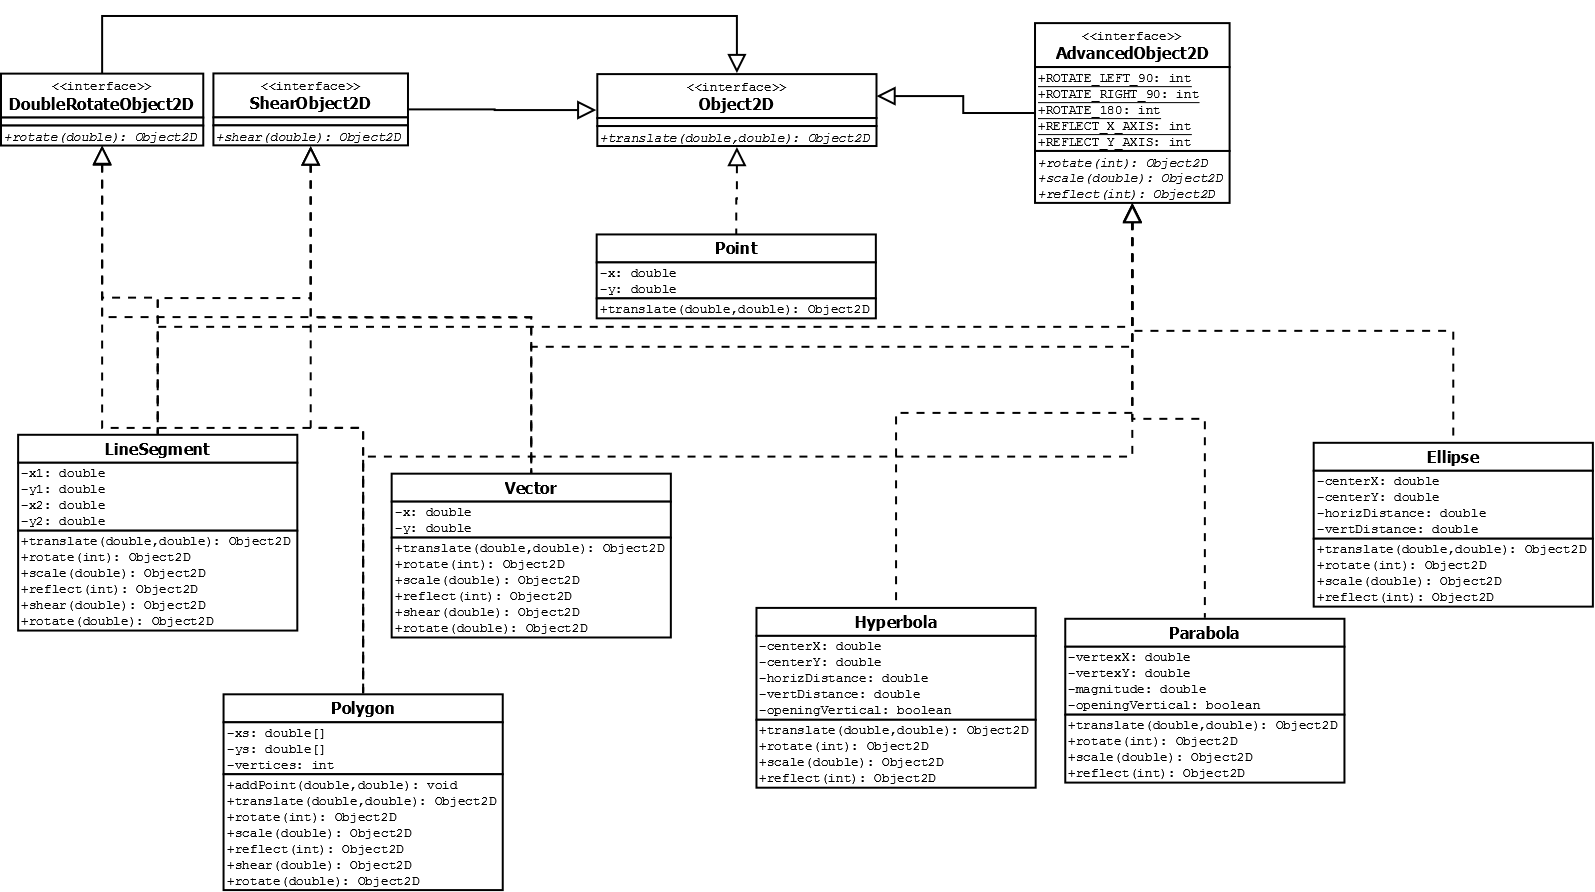 <<interface>>
DoubleRotateObject2D
+rotate(double): Object2D
<<interface>>
ShearObject2D
+shear(double): Object2D
<<interface>>
Object2D
+translate(double,double): Object2D
<<interface>>
AdvancedObject2D
+ROTATE_LEFT_90: int
+ROTATE_RIGHT_90: int
+ROTATE_180: int
+REFLECT_X_AXIS: int
+REFLECT_Y_AXIS: int
+rotate(int): Object2D
+scale(double): Object2D
+reflect(int): Object2D
Point
-x: double
-y: double
+translate(double,double): Object2D
LineSegment
-x1: double
-y1: double
-x2: double
-y2: double
+translate(double,double): Object2D
+rotate(int): Object2D
+scale(double): Object2D
+reflect(int): Object2D
+shear(double): Object2D
+rotate(double): Object2D
Vector
-x: double
-y: double
+translate(double,double): Object2D
+rotate(int): Object2D
+scale(double): Object2D
+reflect(int): Object2D
+shear(double): Object2D
+rotate(double): Object2D
Ellipse
-centerX: double
-centerY: double
-horizDistance: double
-vertDistance: double
+translate(double,double): Object2D
+rotate(int): Object2D
+scale(double): Object2D
+reflect(int): Object2D
Hyperbola
-centerX: double
-centerY: double
-horizDistance: double
-vertDistance: double
-openingVertical: boolean
+translate(double,double): Object2D
+rotate(int): Object2D
+scale(double): Object2D
+reflect(int): Object2D
Parabola
-vertexX: double
-vertexY: double
-magnitude: double
-openingVertical: boolean
+translate(double,double): Object2D
+rotate(int): Object2D
+scale(double): Object2D
+reflect(int): Object2D
Polygon
-xs: double[]
-ys: double[]
-vertices: int
+addPoint(double,double): void
+translate(double,double): Object2D
+rotate(int): Object2D
+scale(double): Object2D
+reflect(int): Object2D
+shear(double): Object2D
+rotate(double): Object2D